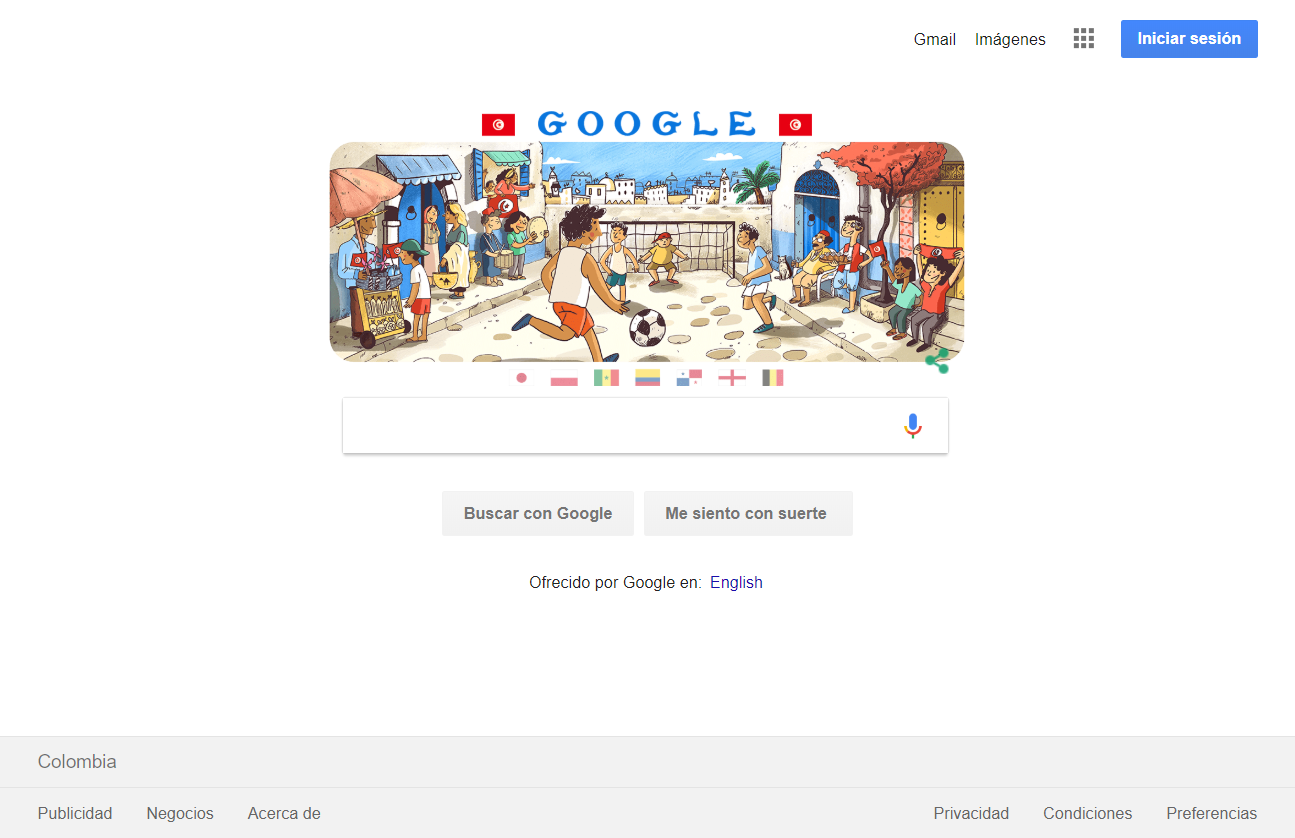 Gmail Imágenes Iniciar sesión
GOOGLE
Buscar con Google Me siento con suerte
Ofrecido por Google en: English
Colombia
Publicidad Negocios Acerca de Privacidad Condiciones Preferencias